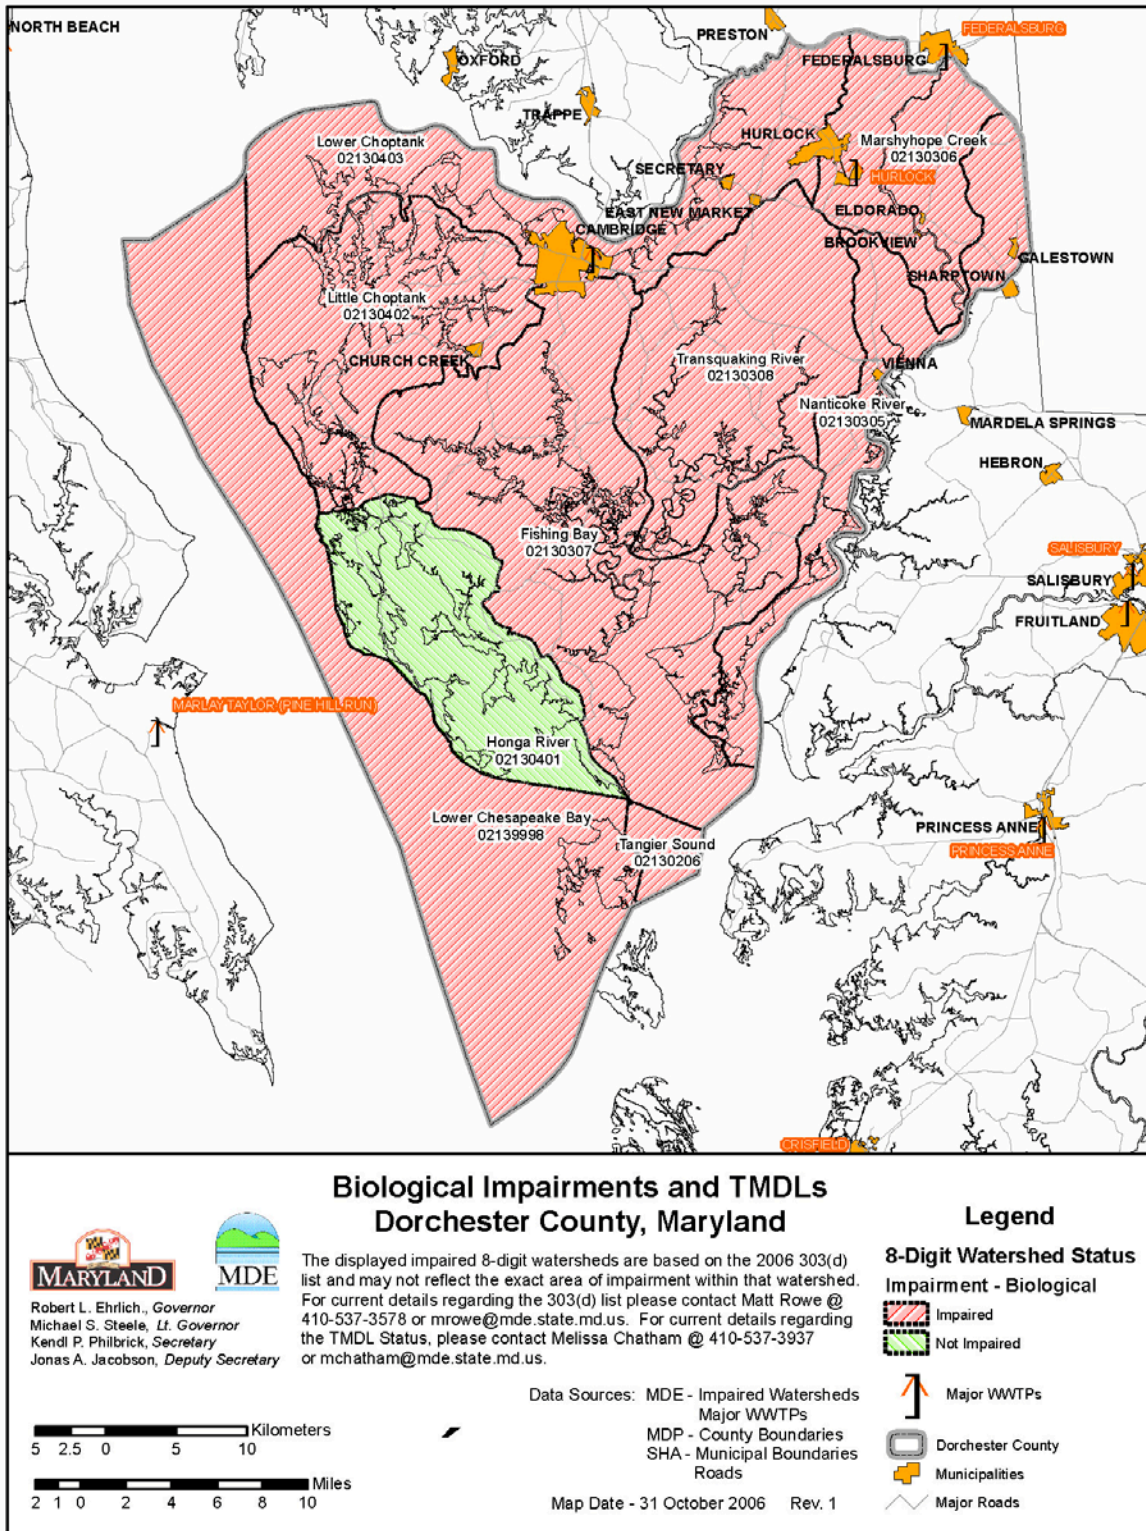 NORTH BEACH
PRESTON
FEDERALSBURG
FEDERALSBURG
OXFORD
TRAPPE
HURLOCK
Lower Choptank
02130403
Marshyhope Creek
02130306
SECRETARY
HURLOCK
EAST NEW MARKET
ELDORADO
CAMBRIDGE
BROOKVIEW
GALESTOWN
SHARPTOWN
Little Choptank
02130402
CHURCH CREEK
Transquaking River
02130308
VIENNA
Nanticoke River
02130305
MARDELA SPRINGS
HEBRON
Fishing Bay
02130307
SALISBURY
SALISBURY
FRUITLAND
MARLAY TAYLOR (PINE HILL RUN)
Honga River
02130401
Lower Chesapeake Bay
02139998
Tangier Sound
02130206
PRINCESS ANNE
PRINCESS ANNE
CRISFIELD
Biological Impairments and TMDLs
Dorchester County, Maryland
MARYLAND
MDE
Robert L. Ehrlich., Governor
Michael S. Steele, Lt. Governor
Kendl P. Philbrick, Secretary
Jonas A. Jacobson, Deputy Secretary
The displayed impaired 8-digit watersheds are based on the 2006 303(d)
list and may not reflect the exact area of impairment within that watershed.
For current details regarding the 303(d) list please contact Matt Rowe @
410-537-3578 or mrowe@mde.state.md.us. For current details regarding
the TMDL Status, please contact Melissa Chatham @ 410-537-3937
or mchatham@mde.state.md.us.
Legend
8-Digit Watershed Status
Impairment - Biological
Impaired
Not Impaired
Major WWTPs
Dorchester County
Municipalities
Major Roads
Data Sources: MDE - Impaired Watersheds
Major WWTPs
MDP - County Boundaries
SHA - Municipal Boundaries
Roads
Map Date - 31 October 2006 Rev. 1
Kilometers
5 2.5 0 5 10
Miles
2 1 0 2 4 6 8 10